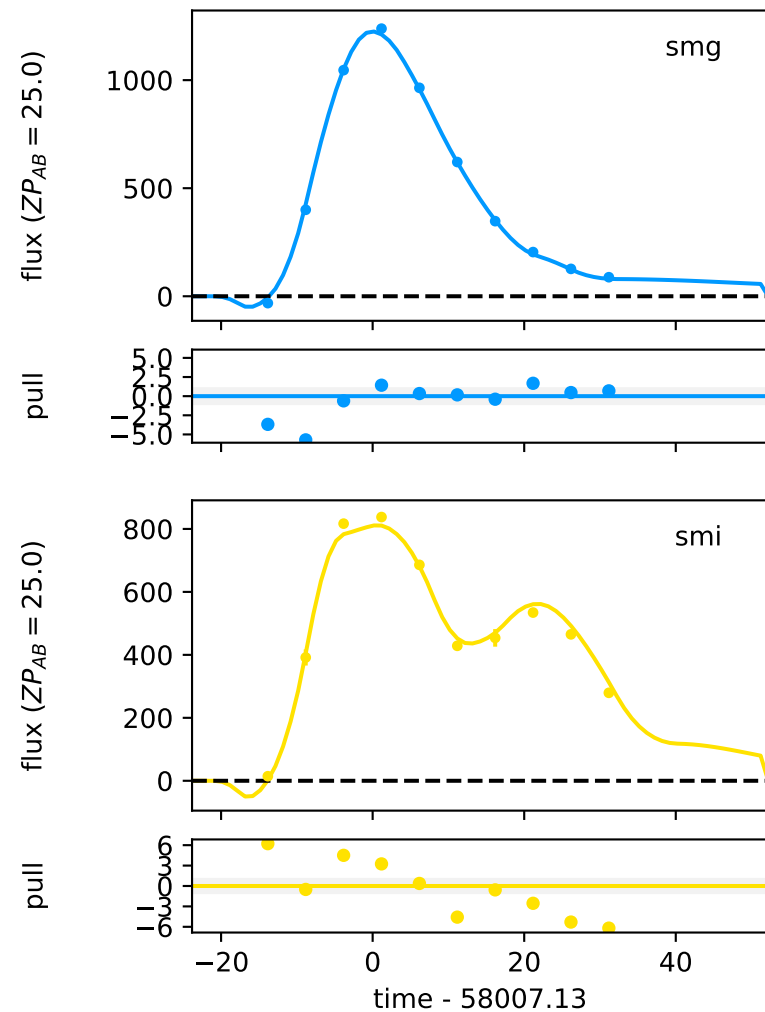 smg
flux (ZP_AB = 25.0)
1000
500
0
pull
5.0
2.5
0.0
−2.5
−5.0
smi
flux (ZP_AB = 25.0)
800
600
400
200
0
pull
6
3
0
−3
−6
−20 0 20 40
time - 58007.13